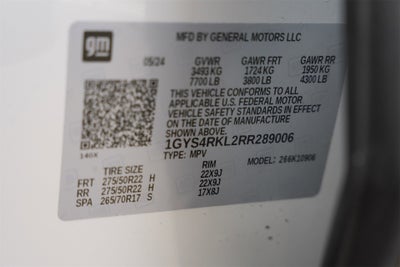 gm
MFD BY GENERAL MOTORS LLC
05/24 GVWR GAWR FRT GAWR RR
3493 KG 1724 KG 1950 KG
7700 LB 3800 LB 4300 LB
THIS VEHICLE CONFORMS TO ALL
APPLICABLE U.S. FEDERAL MOTOR
VEHICLE SAFETY STANDARDS IN EFFECT
ON THE DATE OF MANUFACTURE
SHOWN ABOVE.
1GYS4RKL2RR289006
TYPE: MPV MODEL: 266K10906
140X
TIRE SIZE RIM
FRT 275/50R22 H 22X9J
RR 275/50R22 H 22X9J
SPA 265/70R17 S 17X8J